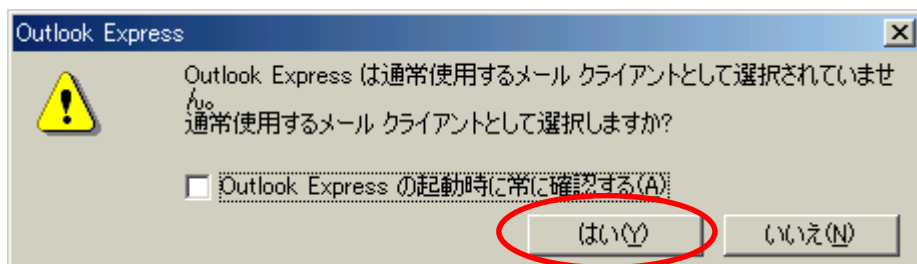 Outlook Express
Outlook Express は通常使用するメール クライアントとして選択されていませ
ん。
通常使用するメール クライアントとして選択しますか?
Outlook Express の起動時に常に確認する(A)
はい(Y)
いいえ(N)